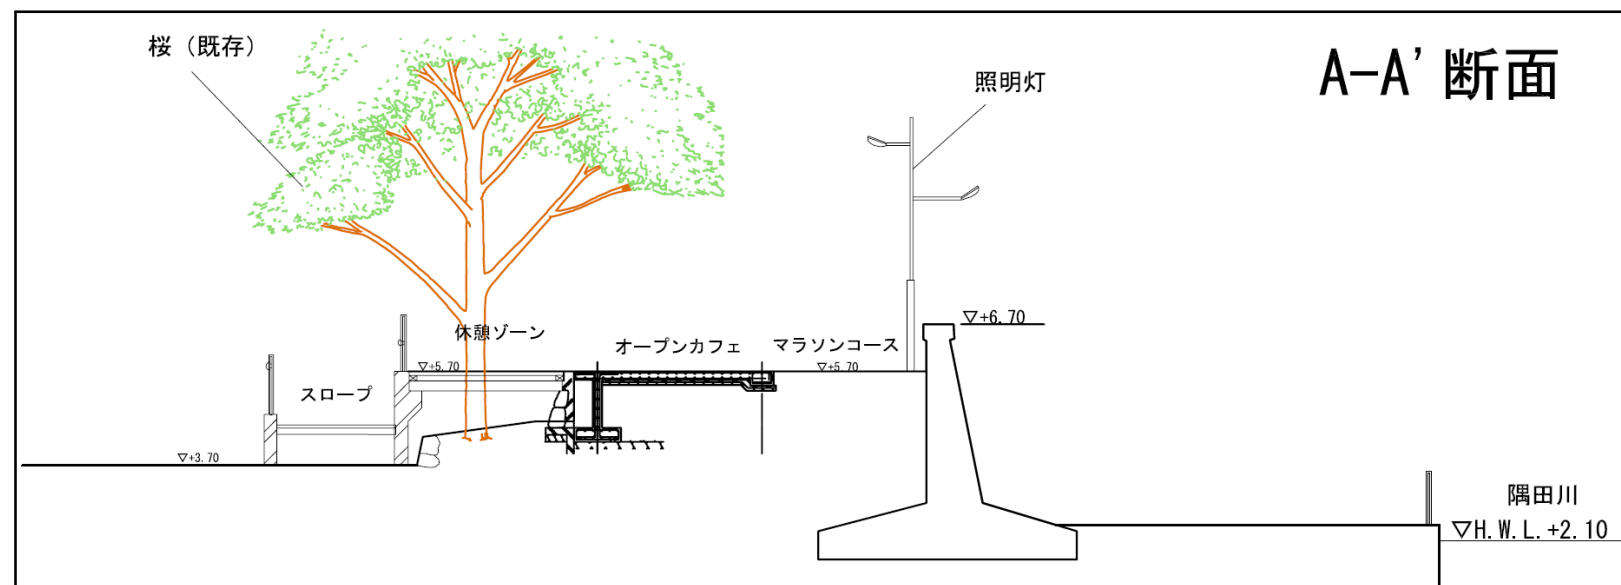 A-A' 断面
桜（既存）
照明灯
▽+6.70
休憩ゾーン
オープンカフェ
マラソンコース
▽+5.70
▽+5.70
スロープ
▽+3.70
隅田川
▽H.W.L.+2.10